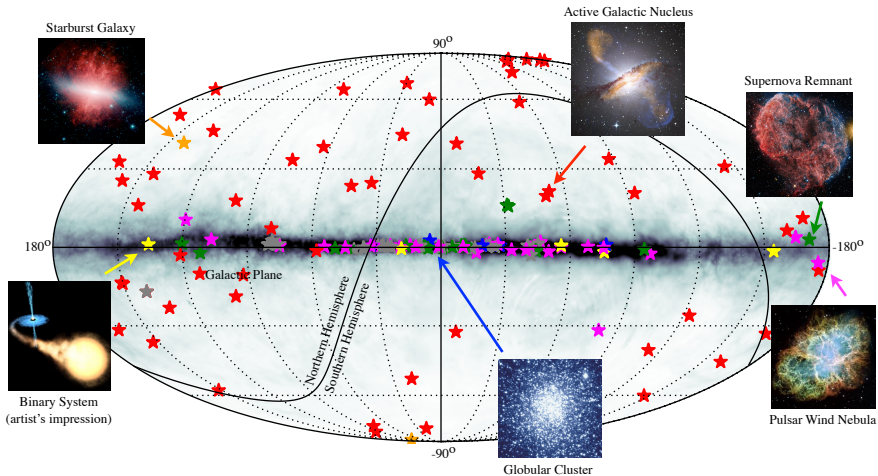 Starburst Galaxy
Active Galactic Nucleus
Supernova Remnant
90°
180°
-180°
Galactic Plane
Northern Hemisphere
Southern Hemisphere
Binary System
(artist's impression)
Pulsar Wind Nebula
-90°
Globular Cluster